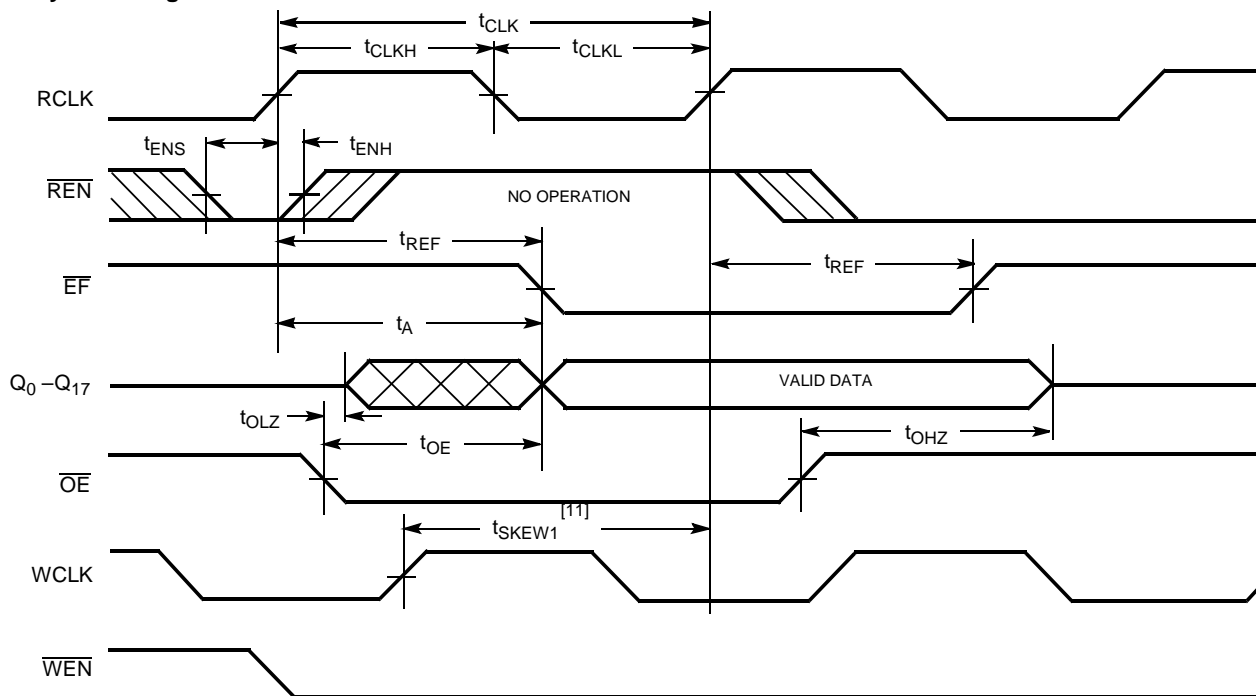 tCLK
tCLKH
tCLKL
RCLK
tENS
tENH
REN
NO OPERATION
tREF
tREF
EF
tA
Q0 –Q17
VALID DATA
tOLZ
tOE
tOHZ
OE
tSKEW1[11]
WCLK
WEN